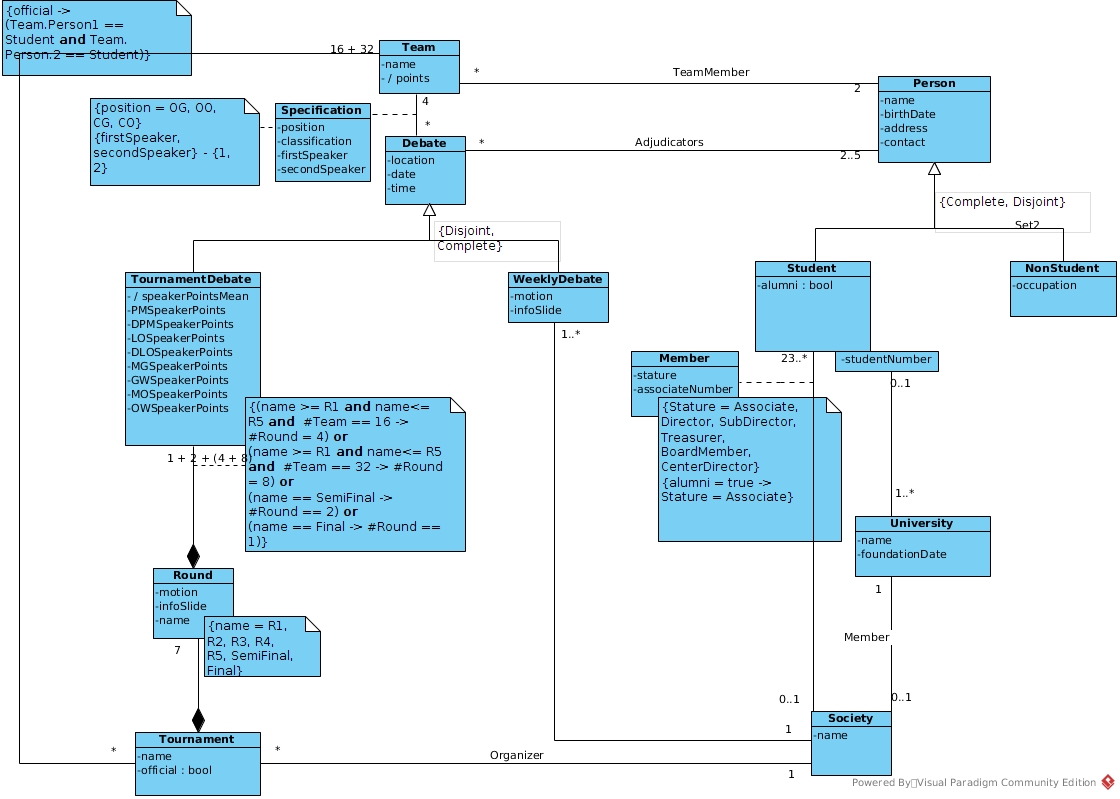 {official ->
(Team.Person1 ==
Student and Team.
Person.2 == Student)}
16 + 32
Team
-name
- / points
*
TeamMember
2
Person
-name
-birthDate
-address
-contact
{position = OG, OO,
CG, CO}
{firstSpeaker,
secondSpeaker} - {1,
2}
Specification
-position
-classification
-firstSpeaker
-secondSpeaker
4
*
Debate
-location
-date
-time
*
Adjudicators
2..5
{Disjoint,
Complete}
{Complete, Disjoint}
Set2
TournamentDebate
- / speakerPointsMean
-PMSpeakerPoints
-DPMSpeakerPoints
-LOSpeakerPoints
-DLOSpeakerPoints
-MGSpeakerPoints
-GWSpeakerPoints
-MOSpeakerPoints
-OWSpeakerPoints
WeeklyDebate
-motion
-infoSlide
1..*
Student
-alumni : bool
NonStudent
-occupation
Member
-stature
-associateNumber
23..*
-studentNumber
0..1
{Stature = Associate,
Director, SubDirector,
Treasurer,
BoardMember,
CenterDirector}
{alumni = true ->
Stature = Associate}
1 + 2 + (4 + 8)
{(name >= R1 and name<=
R5 and  #Team == 16 ->
#Round = 4) or
(name >= R1 and name<= R5
and  #Team == 32 -> #Round
= 8) or
(name == SemiFinal ->
#Round == 2) or
(name == Final -> #Round ==
1)}
1..*
University
-name
-foundationDate
1
Member
0..1
0..1
Round
-motion
-infoSlide
-name
{name = R1,
R2, R3, R4,
R5, SemiFinal,
Final}
7
Tournament
-name
-official : bool
*
*
Organizer
1
1
Society
-name
Powered By Visual Paradigm Community Edition